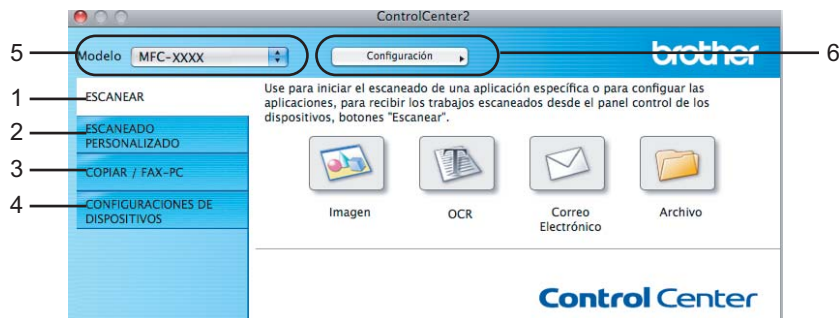 ControlCenter2
5
Modelo MFC-XXXX
Configuración
brother
6
1
ESCANEAR
2
ESCANEADO
PERSONALIZADO
3
COPIAR / FAX-PC
4
CONFIGURACIONES DE
DISPOSITIVOS
Use para iniciar el escaneado de una aplicación específica o para configuar las
aplicaciones, para recibir los trabajos escaneados desde el panel control de los
dispositivos, botones "Escanear".
Imagen
OCR
Correo
Electrónico
Archivo
Control Center